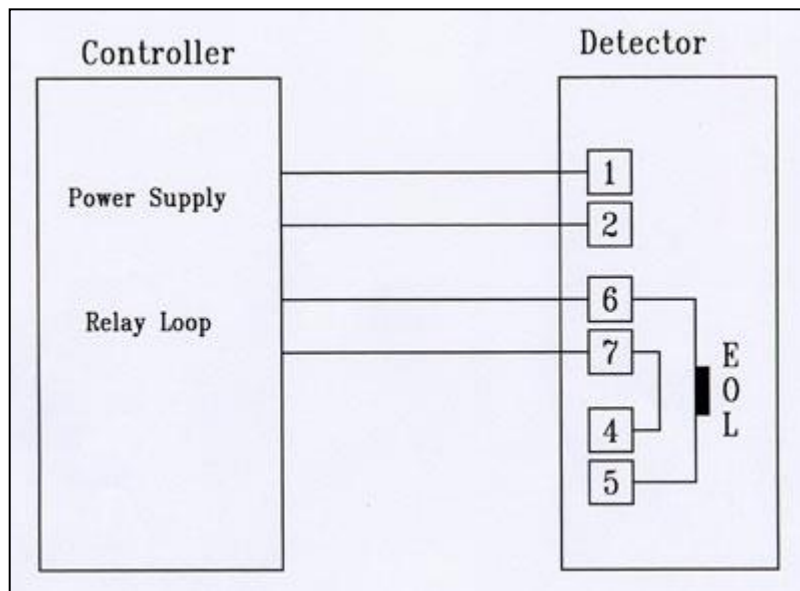 Controller
Detector
Power Supply
Relay Loop
1
2
6
7
4
5
E
O
L